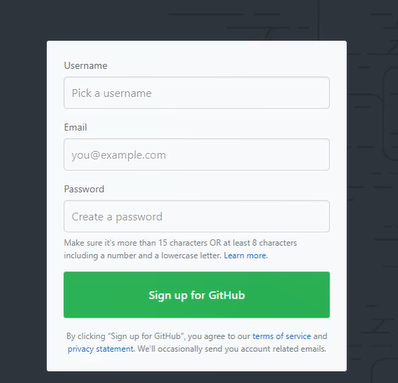 Username
Pick a username
Email
you@example.com
Password
Create a password
Make sure it's more than 15 characters OR at least 8 characters
including a number and a lowercase letter. Learn more.
Sign up for GitHub
By clicking "Sign up for GitHub", you agree to our terms of service and
privacy statement. We'll occasionally send you account related emails.